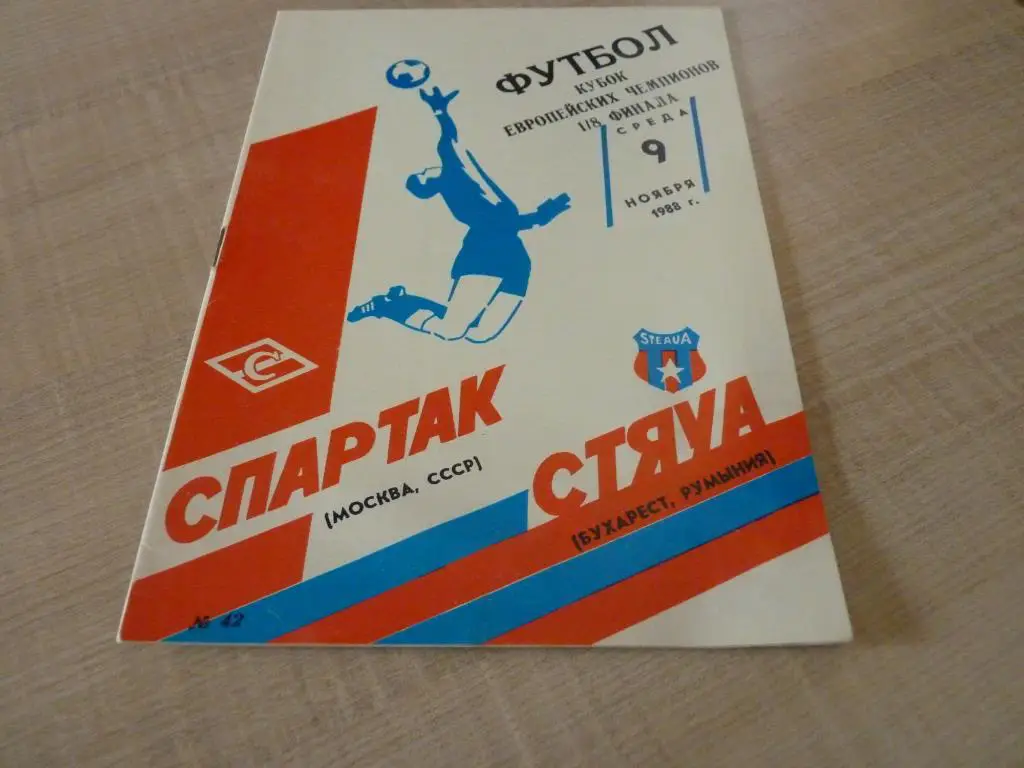 ФУТБОЛ
КУБОК
ЕВРОПЕЙСКИХ ЧЕМПИОНОВ
1/8 ФИНАЛА
СРЕДА
9
НОЯБРЯ
1988 г.
STEAUA
СПАРТАК
(МОСКВА, СССР)
СТЯУА
(БУХАРЕСТ, РУМЫНИЯ)
№ 42